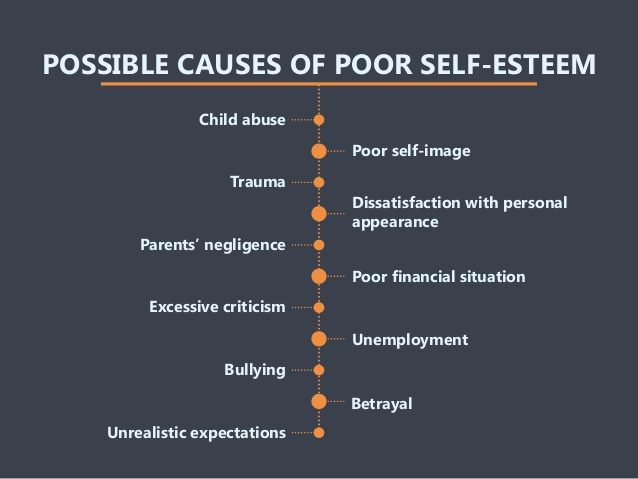 POSSIBLE CAUSES OF POOR SELF-ESTEEM
Child abuse
Poor self-image
Trauma
Dissatisfaction with personal
appearance
Parents’ negligence
Poor financial situation
Excessive criticism
Unemployment
Bullying
Betrayal
Unrealistic expectations